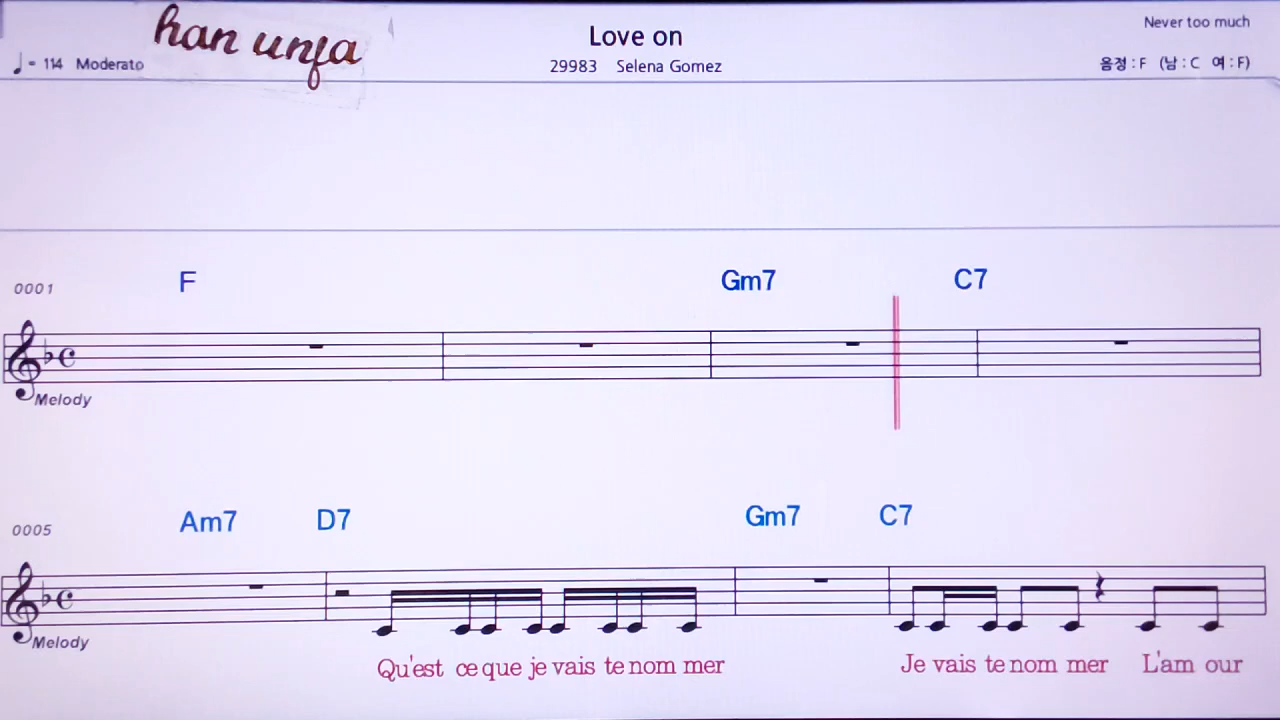 han unfa
Love on
Never too much
♩ = 114 Moderato
29983 Selena Gomez
음정 : F (남 : C 여 : F)
0001
F Gm7 C7
Melody
0005
Am7 D7 Gm7 C7
Melody
Qu'est ce que je vais te nom mer Je vais te nom mer L'am our